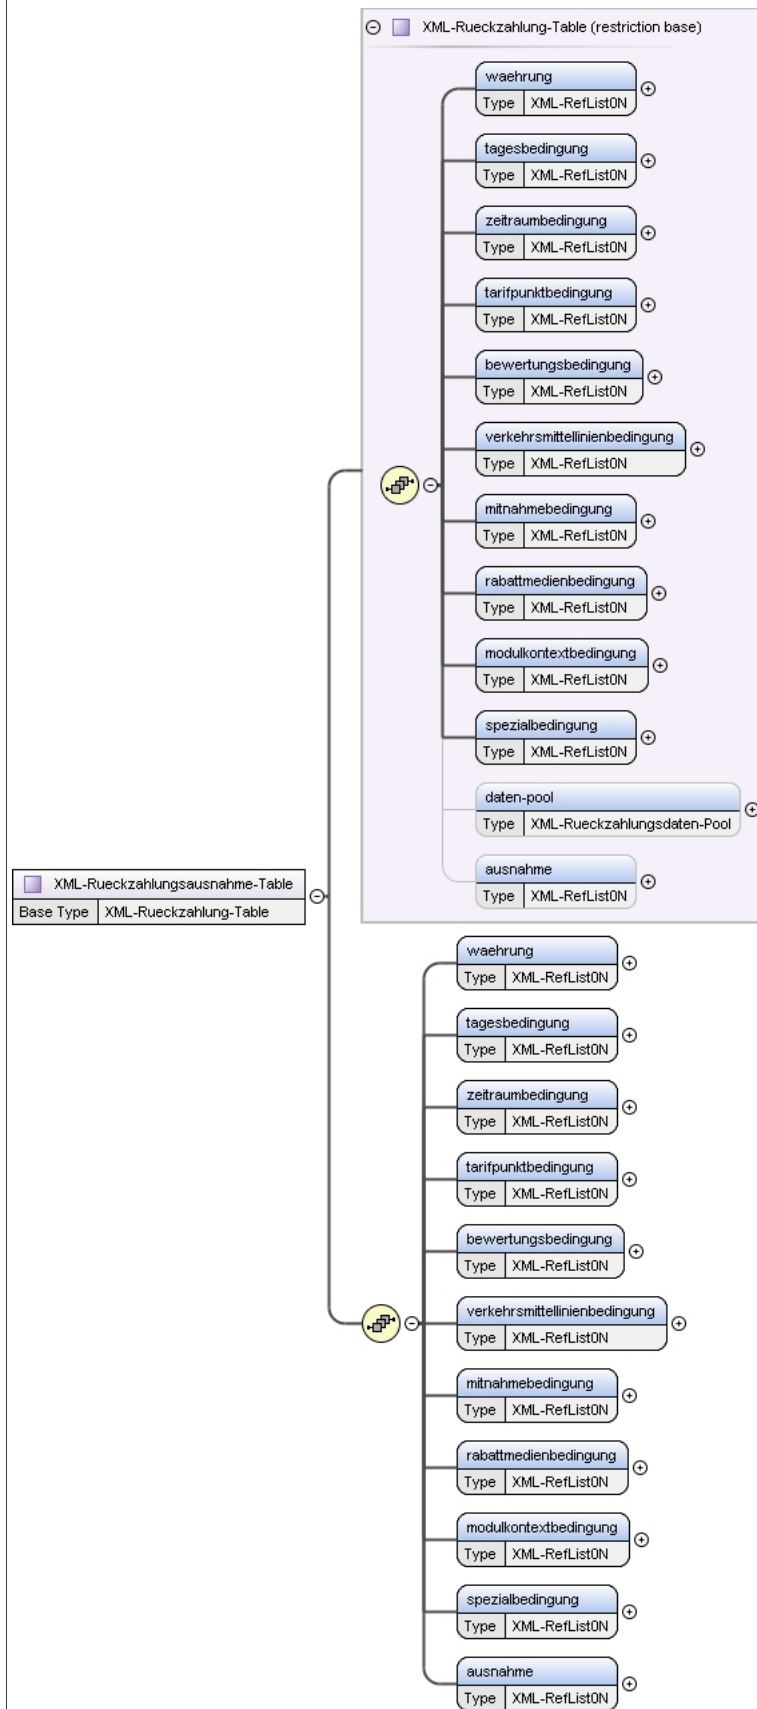 XML-Rueckzahlung-Table (restriction base)
waehrung
Type XML-RefList0N
tagesbedingung
Type XML-RefList0N
zeitraumbedingung
Type XML-RefList0N
tarifpunktbedingung
Type XML-RefList0N
bewertungsbedingung
Type XML-RefList0N
verkehrsmittellinienbedingung
Type XML-RefList0N
mitnahmebedingung
Type XML-RefList0N
rabattmedienbedingung
Type XML-RefList0N
modulkontextbedingung
Type XML-RefList0N
spezialbedingung
Type XML-RefList0N
daten-pool
Type XML-Rueckzahlungsdaten-Pool
ausnahme
Type XML-RefList0N
XML-Rueckzahlungsausnahme-Table
Base Type XML-Rueckzahlung-Table
waehrung
Type XML-RefList0N
tagesbedingung
Type XML-RefList0N
zeitraumbedingung
Type XML-RefList0N
tarifpunktbedingung
Type XML-RefList0N
bewertungsbedingung
Type XML-RefList0N
verkehrsmittellinienbedingung
Type XML-RefList0N
mitnahmebedingung
Type XML-RefList0N
rabattmedienbedingung
Type XML-RefList0N
modulkontextbedingung
Type XML-RefList0N
spezialbedingung
Type XML-RefList0N
ausnahme
Type XML-RefList0N